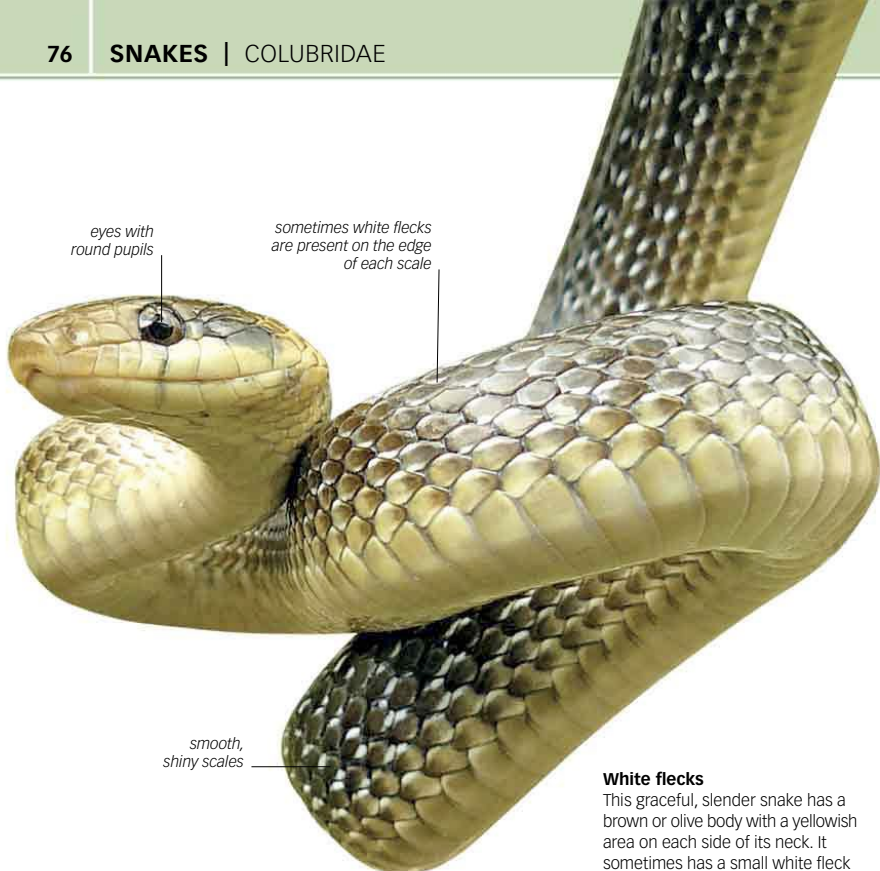 76 SNAKES | COLUBRIDAE
eyes with
round pupils
sometimes white flecks
are present on the edge
of each scale
smooth,
shiny scales
White flecks
This graceful, slender snake has a
brown or olive body with a yellowish
area on each side of its neck. It
sometimes has a small white fleck